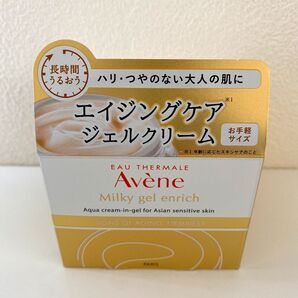 長時間
うるおう
ハリ・つやのない大人の肌に
エイジングケア※1
ジェルクリーム
お手軽
サイズ
※1 年齢に応じたスキンケアのこと
EAU THERMALE
Avène
Milky gel enrich
Aqua cream-in-gel for Asian sensitive skin
PARIS